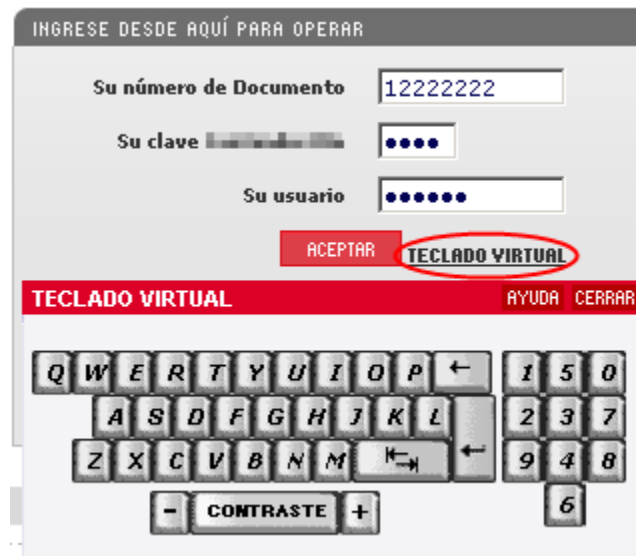 INGRESE DESDE AQUÍ PARA OPERAR
Su número de Documento 12222222
Su clave ••••
Su usuario ••••••
ACEPTAR TECLADO VIRTUAL
TECLADO VIRTUAL AYUDA CERRAR
Q W E R T Y U I O P ← 1 5 0
A S D F G H J K L 2 3 7
Z X C V B N M 9 4 8
- CONTRASTE + 6